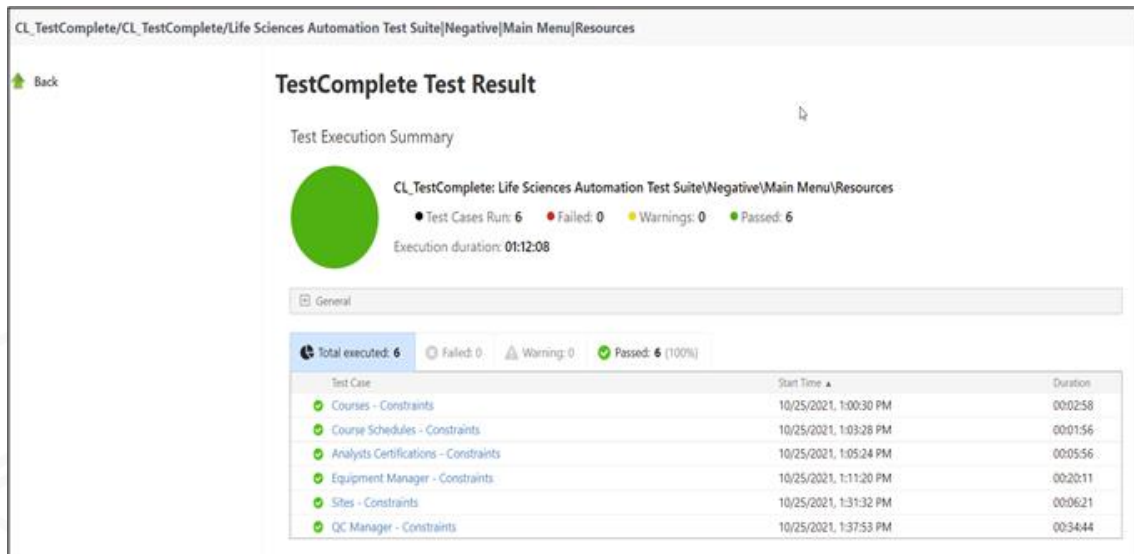 CL_TestComplete/CL_TestComplete/Life Sciences Automation Test Suite|Negative|Main Menu|Resources
Back
TestComplete Test Result
Test Execution Summary
CL_TestComplete: Life Sciences Automation Test Suite\Negative\Main Menu\Resources
Test Cases Run: 6 Failed: 0 Warnings: 0 Passed: 6
Execution duration: 01:12:08
General
Total executed: 6 Failed: 0 Warning: 0 Passed: 6 (100%)
Test Case Start Time ▲ Duration
Courses - Constraints 10/25/2021, 1:00:30 PM 00:02:58
Course Schedules - Constraints 10/25/2021, 1:03:28 PM 00:01:56
Analysts Certifications - Constraints 10/25/2021, 1:05:24 PM 00:05:56
Equipment Manager - Constraints 10/25/2021, 1:11:20 PM 00:20:11
Sites - Constraints 10/25/2021, 1:31:32 PM 00:06:21
QC Manager - Constraints 10/25/2021, 1:37:53 PM 00:34:44